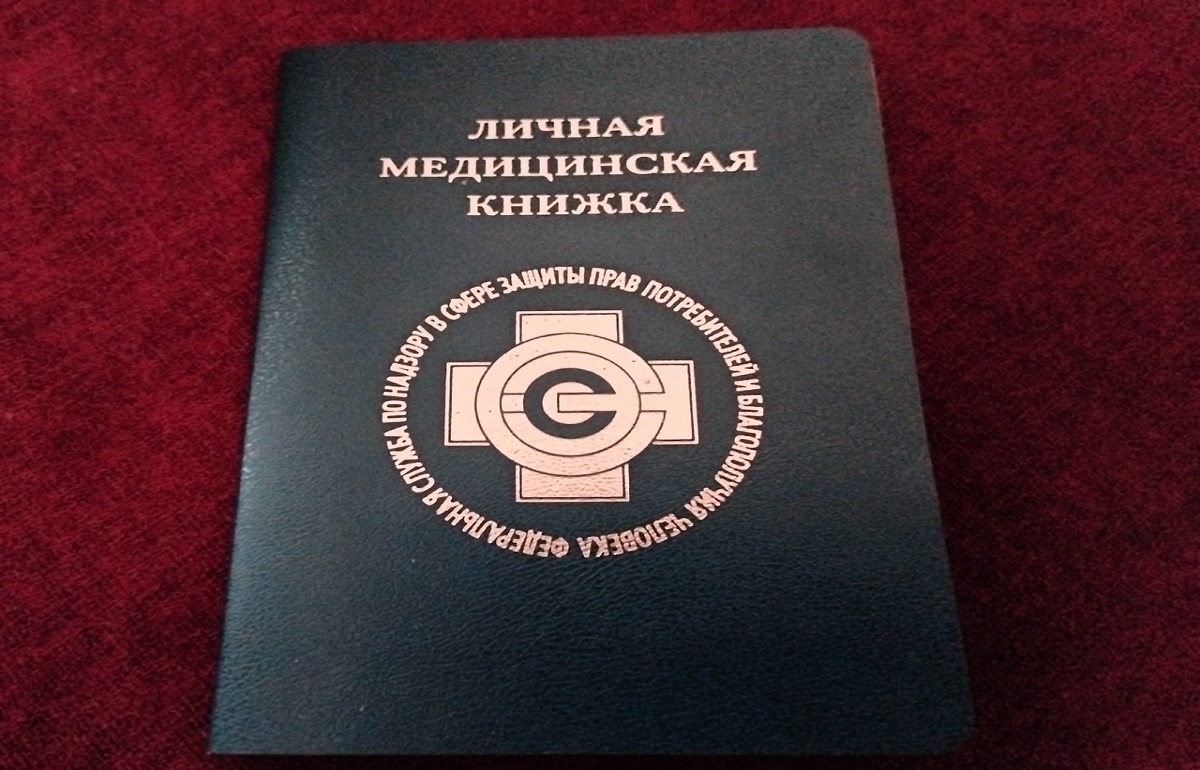 ЛИЧНАЯ
МЕДИЦИНСКАЯ
КНИЖКА
ФЕДЕРАЛЬНАЯ СЛУЖБА ПО НАДЗОРУ В СФЕРЕ ЗАЩИТЫ ПРАВ ПОТРЕБИТЕЛЕЙ И БЛАГОПОЛУЧИЯ ЧЕЛОВЕКА